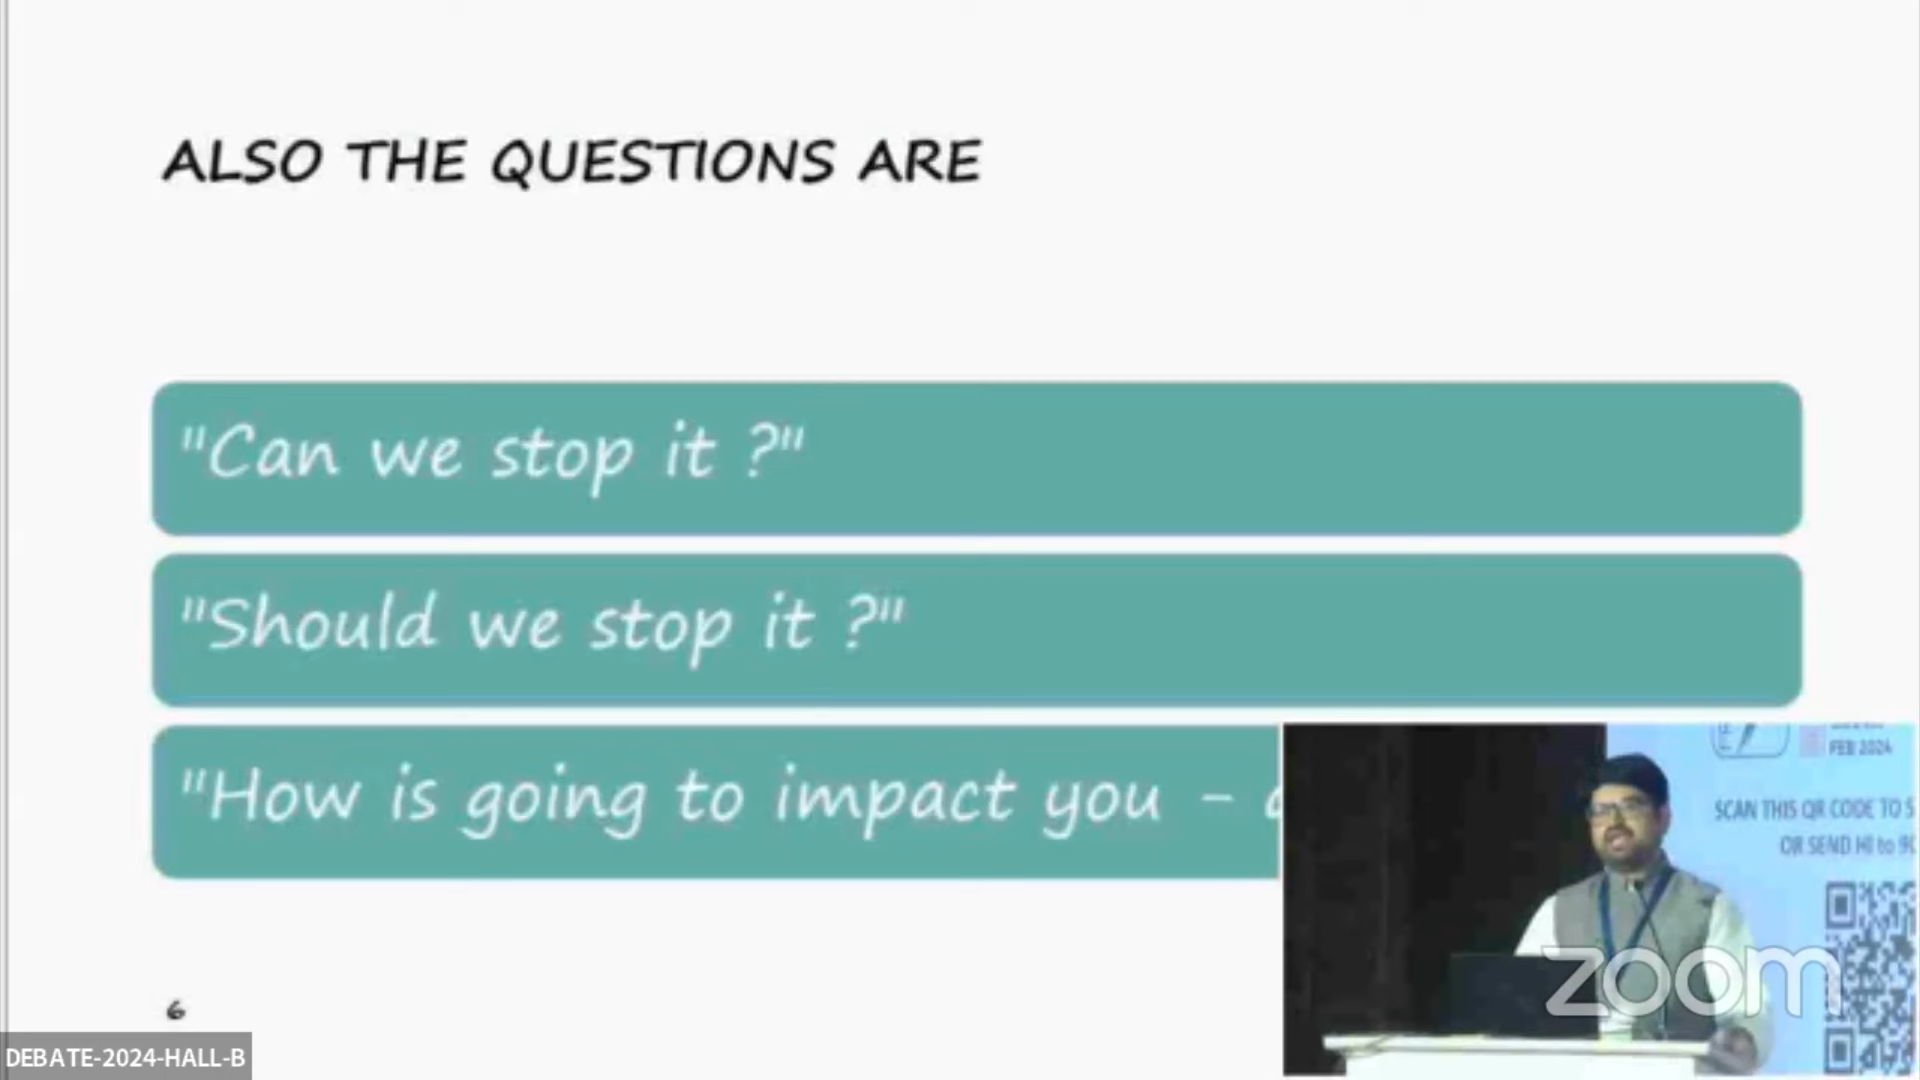 ALSO THE QUESTIONS ARE
"Can we stop it ?"
"Should we stop it ?"
"How is going to impact you -
FEB 2024
SCAN THIS QR CODE TO
OR SEND HI to
zoom
6
DEBATE-2024-HALL-B